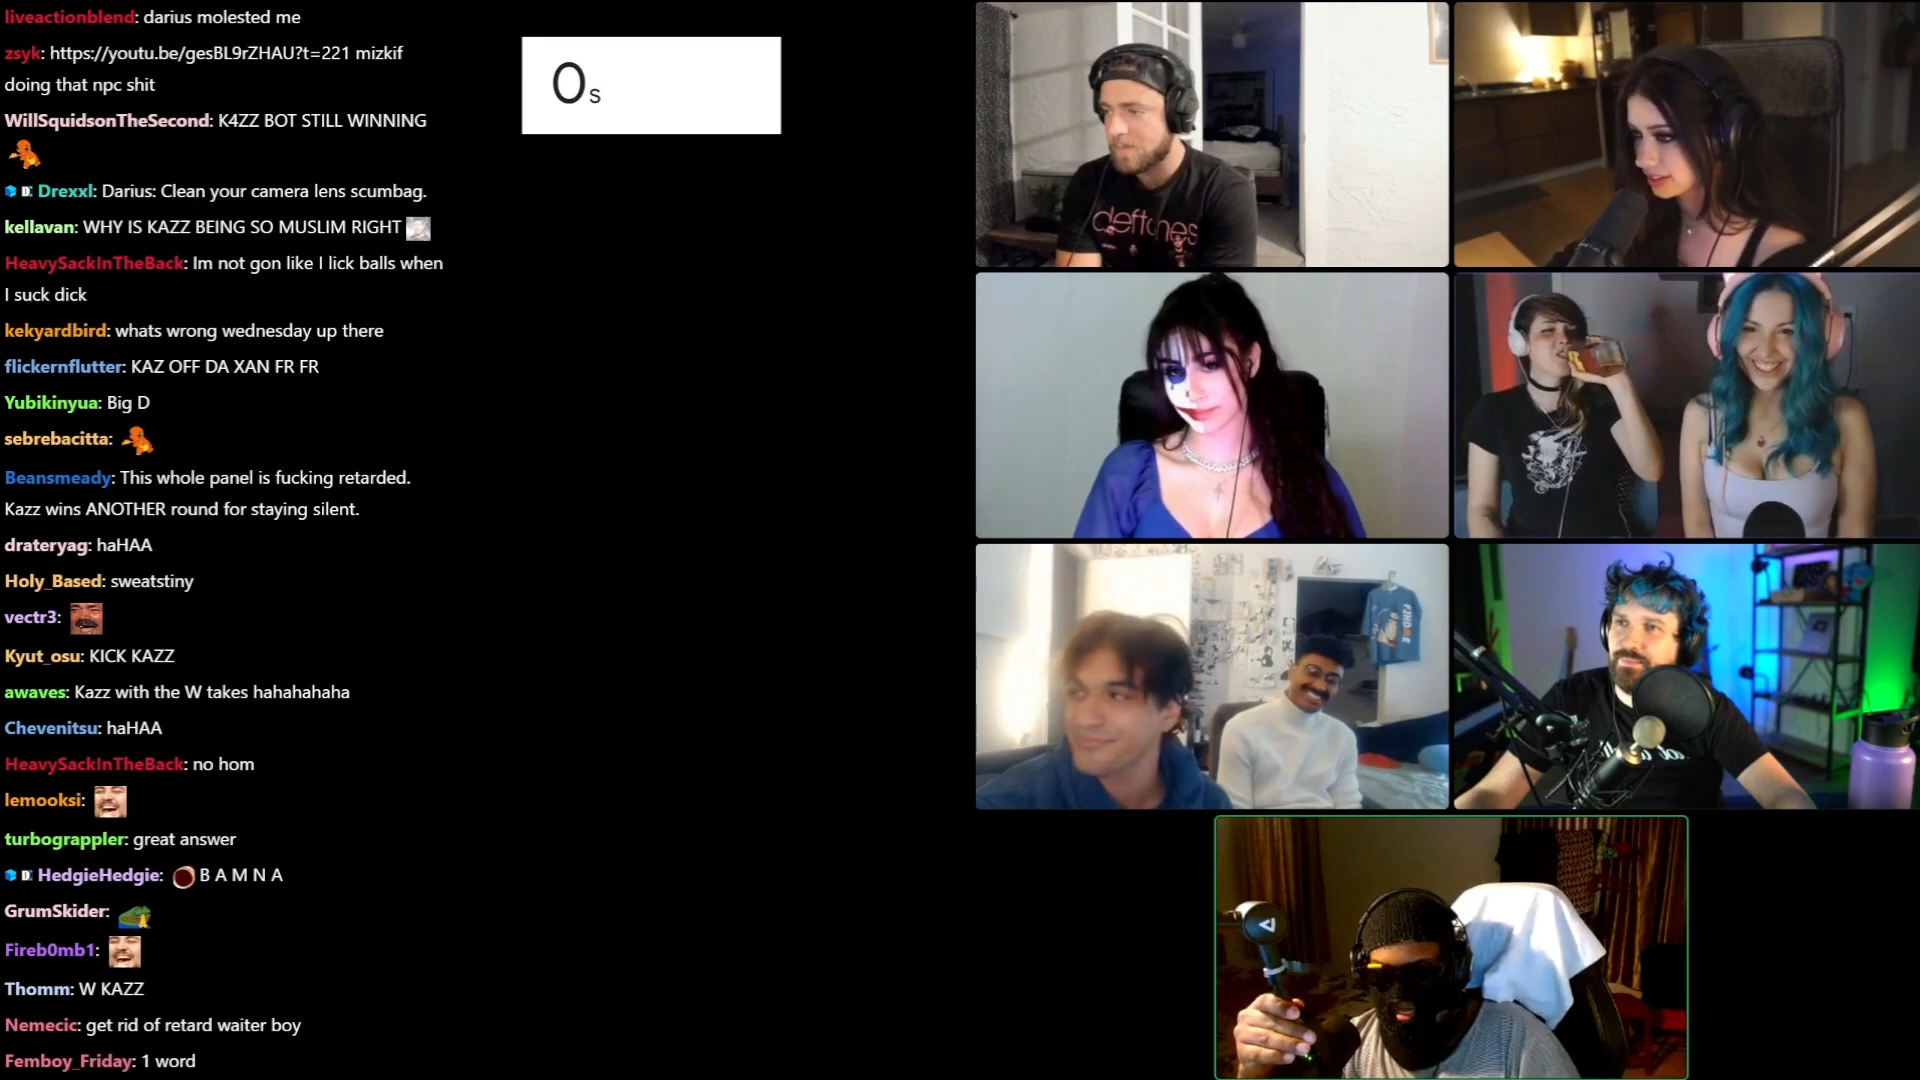 liveactionblend: darius molested me
zsyk: https://youtu.be/gesBL9rZHAU?t=221 mizkif
doing that npc shit
WillSquidsonTheSecond: K4ZZ BOT STILL WINNING
Drexxl: Darius: Clean your camera lens scumbag.
kellavan: WHY IS KAZZ BEING SO MUSLIM RIGHT
HeavySackInTheBack: Im not gon like I lick balls when
I suck dick
kekyardbird: whats wrong wednesday up there
flickernflutter: KAZ OFF DA XAN FR FR
Yubikinyua: Big D
sebrebacitta:
Beansmeady: This whole panel is fucking retarded.
Kazz wins ANOTHER round for staying silent.
drateryag: haHAA
Holy_Based: sweatstiny
vectr3:
Kyut_osu: KICK KAZZ
awaves: Kazz with the W takes hahahahaha
Chevenitsu: haHAA
HeavySackInTheBack: no hom
lemooksi:
turbograppler: great answer
HedgieHedgie: B A M N A
GrumSkider:
Fireb0mb1:
Thomm: W KAZZ
Nemecic: get rid of retard waiter boy
Femboy_Friday: 1 word
0s
deftones